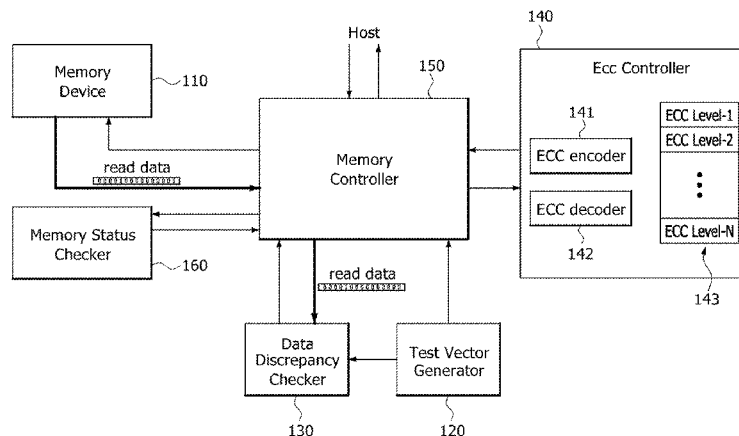 Host
140
150
Ecc Controller
Memory
Device
110
141
ECC Level-1
ECC Level-2
ECC encoder
Memory
Controller
read data
ECC decoder
ECC Level-N
142
143
Memory Status
Checker
160
read data
Data
Discrepancy
Checker
Test Vector
Generator
130
120